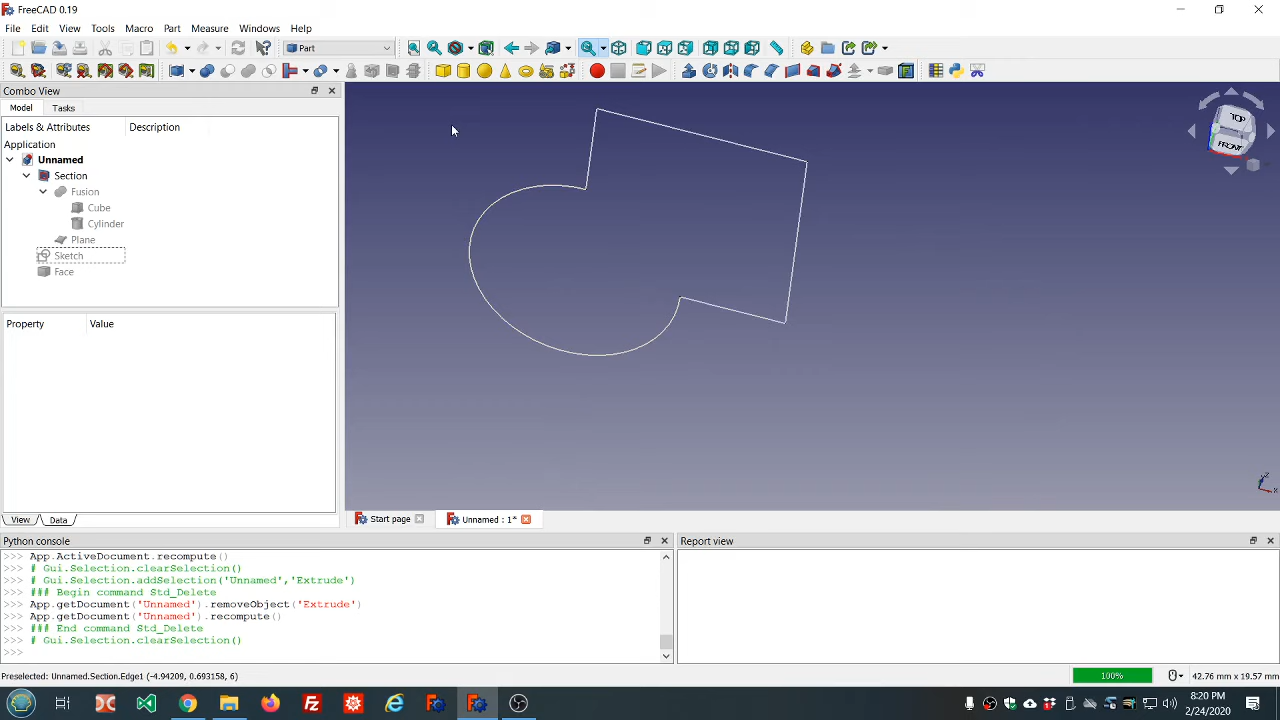 FreeCAD 0.19
File Edit View Tools Macro Part Measure Windows Help
Part
Combo View
Model Tasks
Labels & Attributes Description
Application
Unnamed
Section
Fusion
Cube
Cylinder
Plane
Sketch
Face
Property Value
View Data
TOP
FRONT
Z
X
Start page Unnamed : 1*
Python console
>>> App.ActiveDocument.recompute()
>>> # Gui.Selection.clearSelection()
>>> # Gui.Selection.addSelection('Unnamed','Extrude')
>>> ### Begin command Std_Delete
>>> App.getDocument('Unnamed').removeObject('Extrude')
>>> App.getDocument('Unnamed').recompute()
>>> ### End command Std_Delete
>>> # Gui.Selection.clearSelection()
>>>
Report view
Preselected: Unnamed.Section.Edge1 (-4.94209, 0.693158, 6)
100%
42.76 mm x 19.57 mm
8:20 PM
2/24/2020